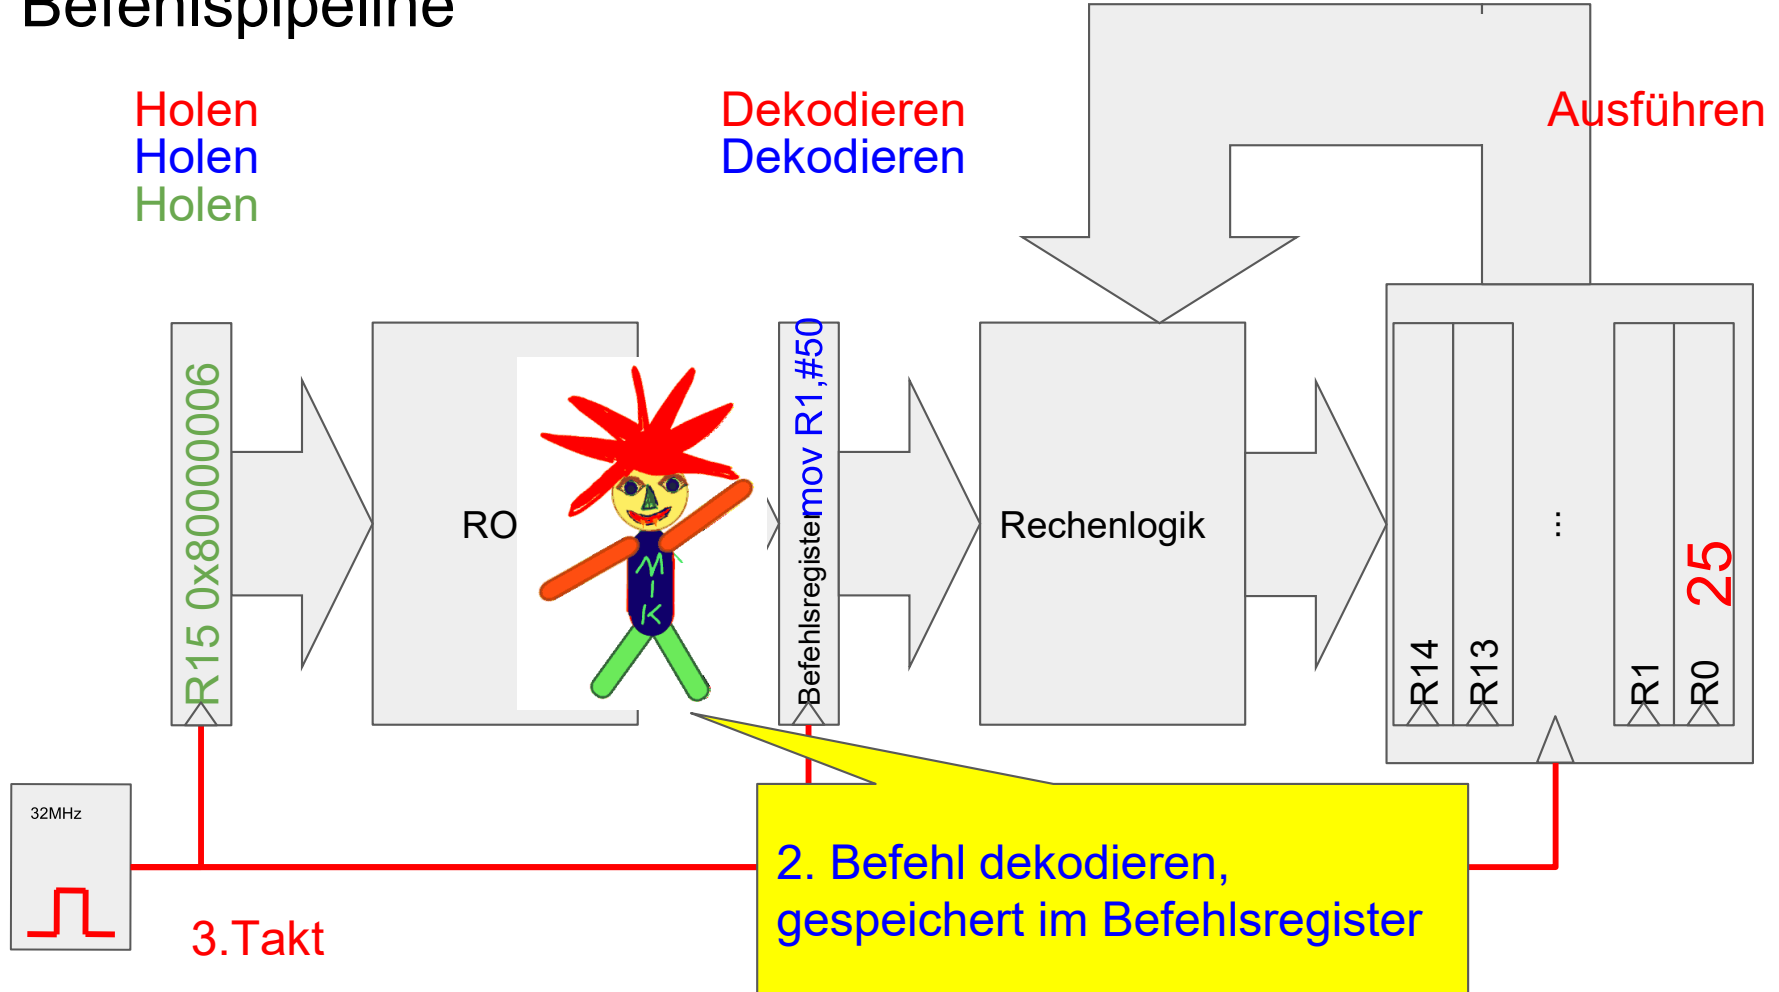 Befehlspipeline
Holen
Holen
Holen
Dekodieren
Dekodieren
Ausführen
R15 0x80000006
RO
MIK
Befehlsregister
mov R1,#50
Rechenlogik
R14
R13
...
R1
R0
25
32MHz
3.Takt
2. Befehl dekodieren,
gespeichert im Befehlsregister